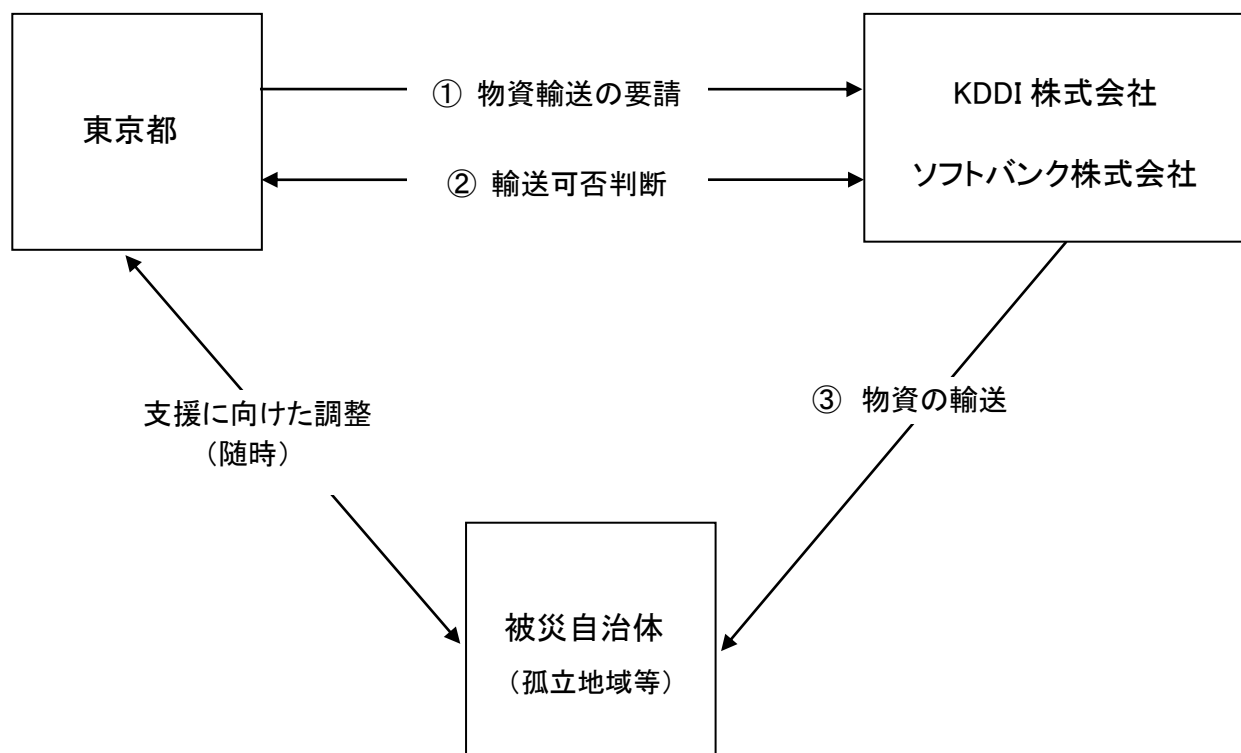 東京都
① 物資輸送の要請
② 輸送可否判断
KDDI 株式会社
ソフトバンク株式会社
支援に向けた調整
（随時）
③ 物資の輸送
被災自治体
（孤立地域等）